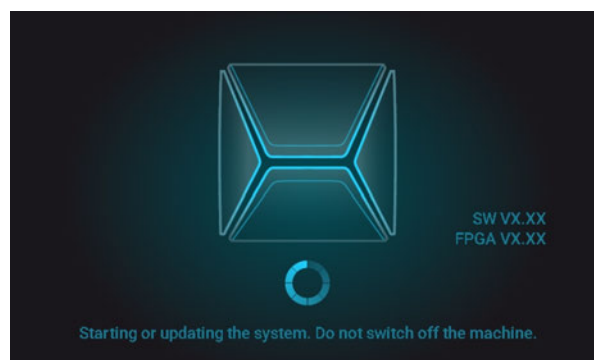 SW VX.XX
FPGA VX.XX
Starting or updating the system. Do not switch off the machine.